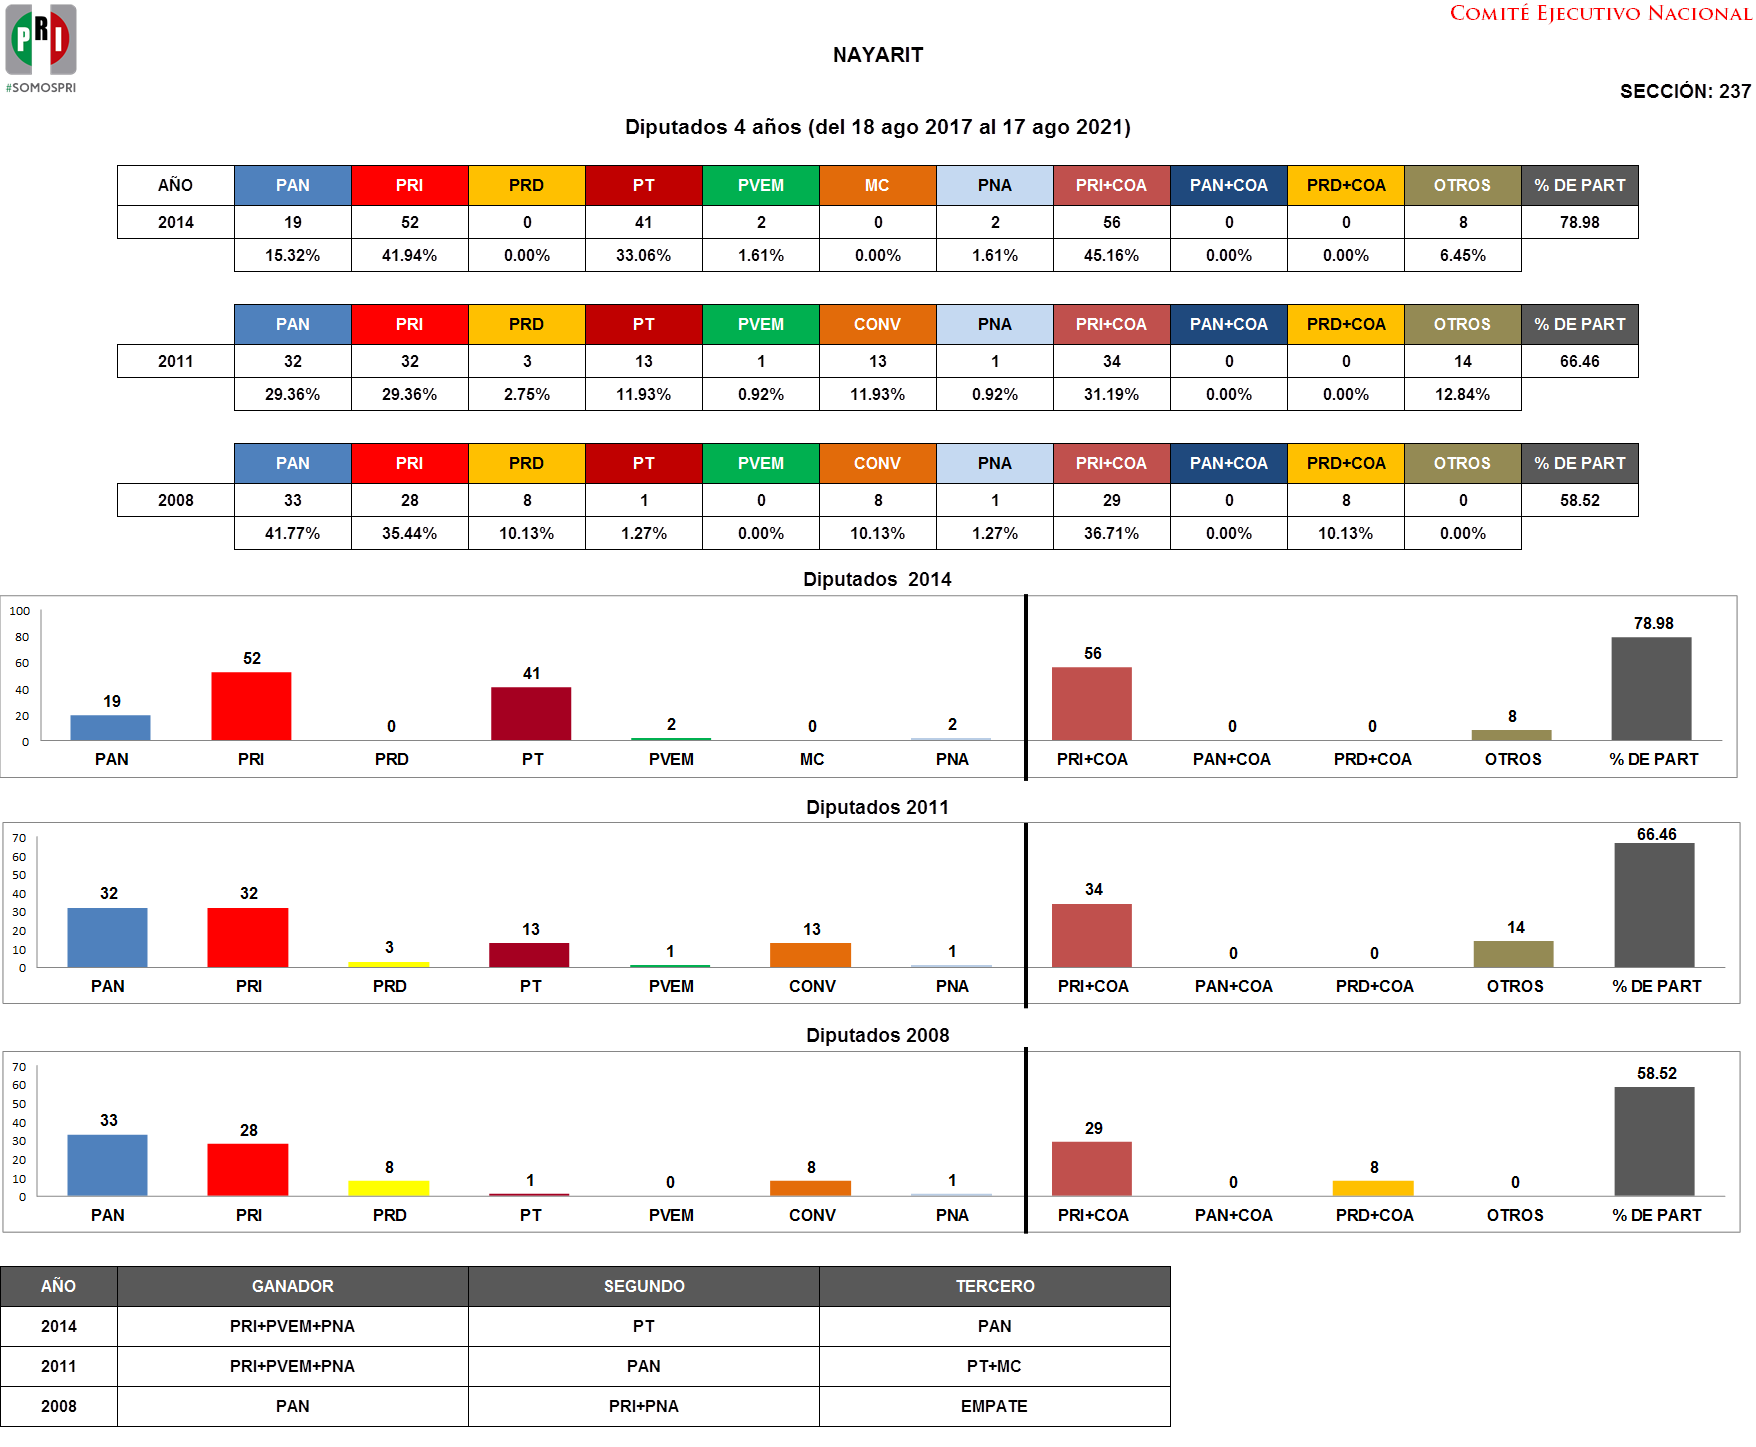 PRI
#SOMOSPRI
COMITÉ EJECUTIVO NACIONAL
NAYARIT
SECCIÓN: 237
Diputados 4 años (del 18 ago 2017 al 17 ago 2021)
AÑO PAN PRI PRD PT PVEM MC PNA PRI+COA PAN+COA PRD+COA OTROS % DE PART
2014 19 52 0 41 2 0 2 56 0 0 8 78.98
15.32% 41.94% 0.00% 33.06% 1.61% 0.00% 1.61% 45.16% 0.00% 0.00% 6.45%
PAN PRI PRD PT PVEM CONV PNA PRI+COA PAN+COA PRD+COA OTROS % DE PART
2011 32 32 3 13 1 13 1 34 0 0 14 66.46
29.36% 29.36% 2.75% 11.93% 0.92% 11.93% 0.92% 31.19% 0.00% 0.00% 12.84%
PAN PRI PRD PT PVEM CONV PNA PRI+COA PAN+COA PRD+COA OTROS % DE PART
2008 33 28 8 1 0 8 1 29 0 8 0 58.52
41.77% 35.44% 10.13% 1.27% 0.00% 10.13% 1.27% 36.71% 0.00% 10.13% 0.00%
Diputados  2014
100
80
60
40
20
0
19 52 0 41 2 0 2 56 0 0 8 78.98
PAN PRI PRD PT PVEM MC PNA PRI+COA PAN+COA PRD+COA OTROS % DE PART
Diputados 2011
70
60
50
40
30
20
10
0
32 32 3 13 1 13 1 34 0 0 14 66.46
PAN PRI PRD PT PVEM CONV PNA PRI+COA PAN+COA PRD+COA OTROS % DE PART
Diputados 2008
70
60
50
40
30
20
10
0
33 28 8 1 0 8 1 29 0 8 0 58.52
PAN PRI PRD PT PVEM CONV PNA PRI+COA PAN+COA PRD+COA OTROS % DE PART
AÑO GANADOR SEGUNDO TERCERO
2014 PRI+PVEM+PNA PT PAN
2011 PRI+PVEM+PNA PAN PT+MC
2008 PAN PRI+PNA EMPATE